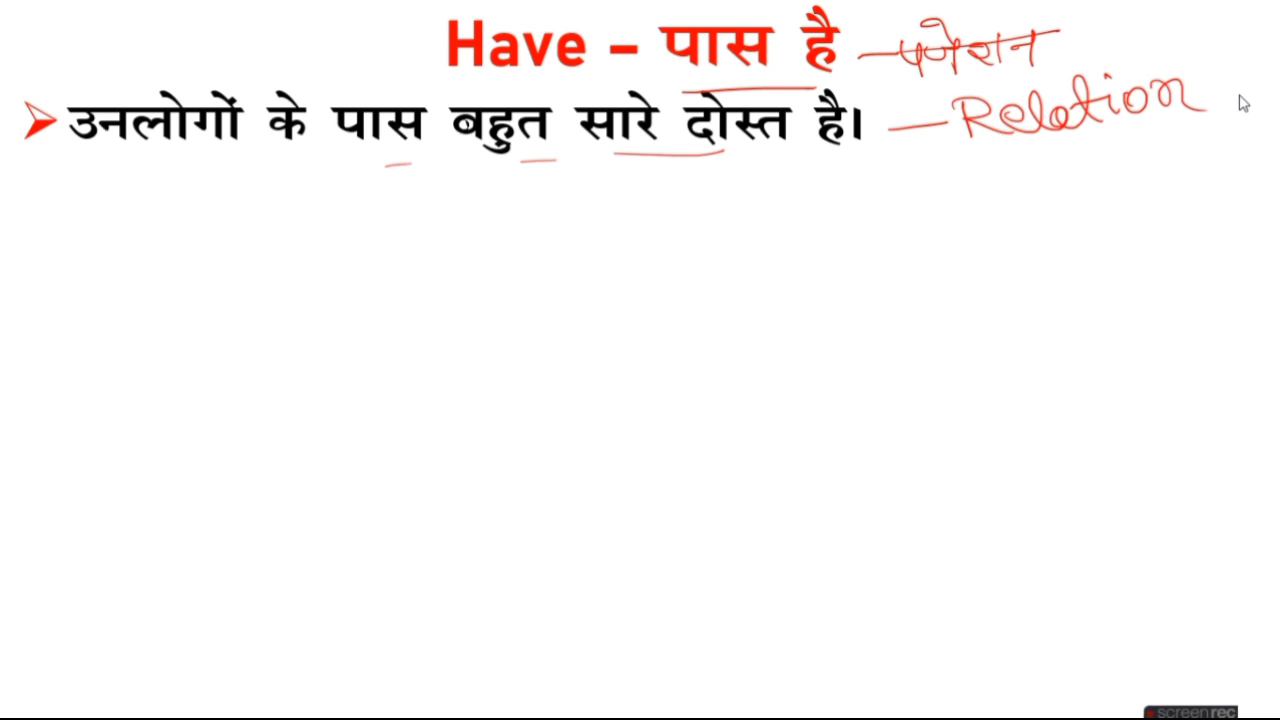 Have – पास है – पजेशन
➤ उनलोगों के पास बहुत सारे दोस्त है। – Relation
screenrec